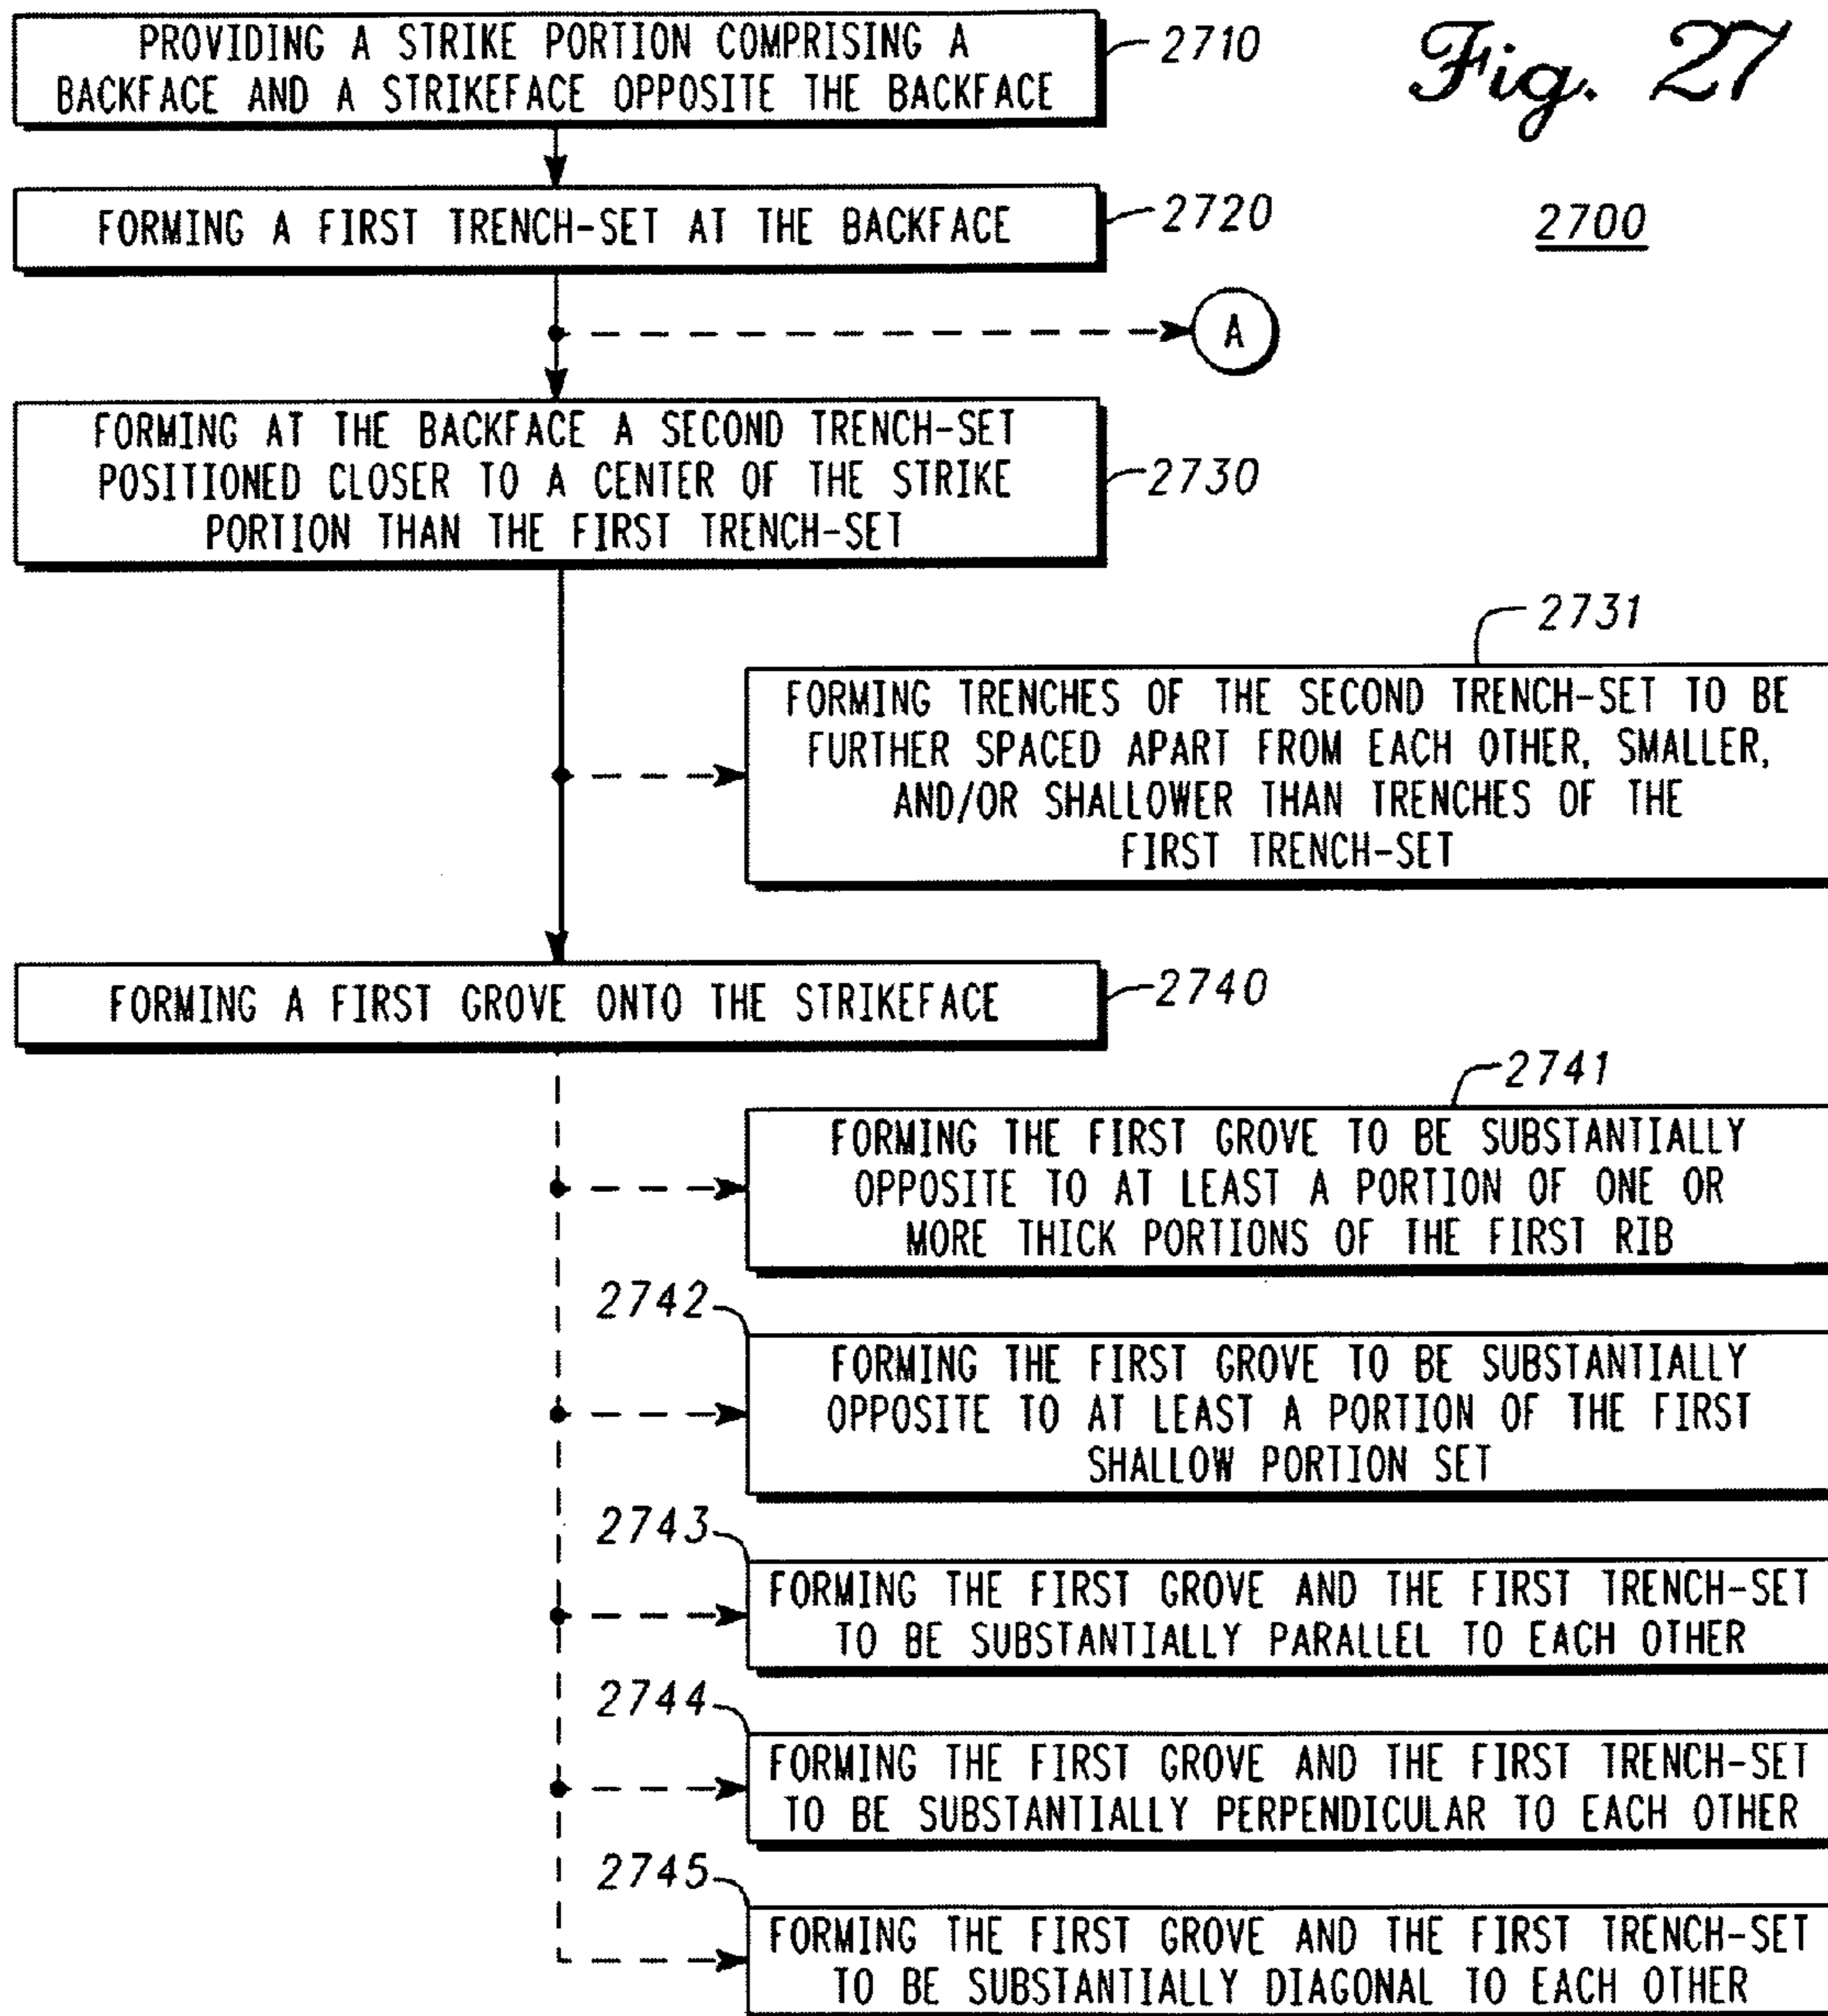 Fig. 27
2700
PROVIDING A STRIKE PORTION COMPRISING A
BACKFACE AND A STRIKEFACE OPPOSITE THE BACKFACE
2710
FORMING A FIRST TRENCH-SET AT THE BACKFACE
2720
A
FORMING AT THE BACKFACE A SECOND TRENCH-SET
POSITIONED CLOSER TO A CENTER OF THE STRIKE
PORTION THAN THE FIRST TRENCH-SET
2730
2731
FORMING TRENCHES OF THE SECOND TRENCH-SET TO BE
FURTHER SPACED APART FROM EACH OTHER, SMALLER,
AND/OR SHALLOWER THAN TRENCHES OF THE
FIRST TRENCH-SET
FORMING A FIRST GROVE ONTO THE STRIKEFACE
2740
2741
FORMING THE FIRST GROVE TO BE SUBSTANTIALLY
OPPOSITE TO AT LEAST A PORTION OF ONE OR
MORE THICK PORTIONS OF THE FIRST RIB
2742
FORMING THE FIRST GROVE TO BE SUBSTANTIALLY
OPPOSITE TO AT LEAST A PORTION OF THE FIRST
SHALLOW PORTION SET
2743
FORMING THE FIRST GROVE AND THE FIRST TRENCH-SET
TO BE SUBSTANTIALLY PARALLEL TO EACH OTHER
2744
FORMING THE FIRST GROVE AND THE FIRST TRENCH-SET
TO BE SUBSTANTIALLY PERPENDICULAR TO EACH OTHER
2745
FORMING THE FIRST GROVE AND THE FIRST TRENCH-SET
TO BE SUBSTANTIALLY DIAGONAL TO EACH OTHER